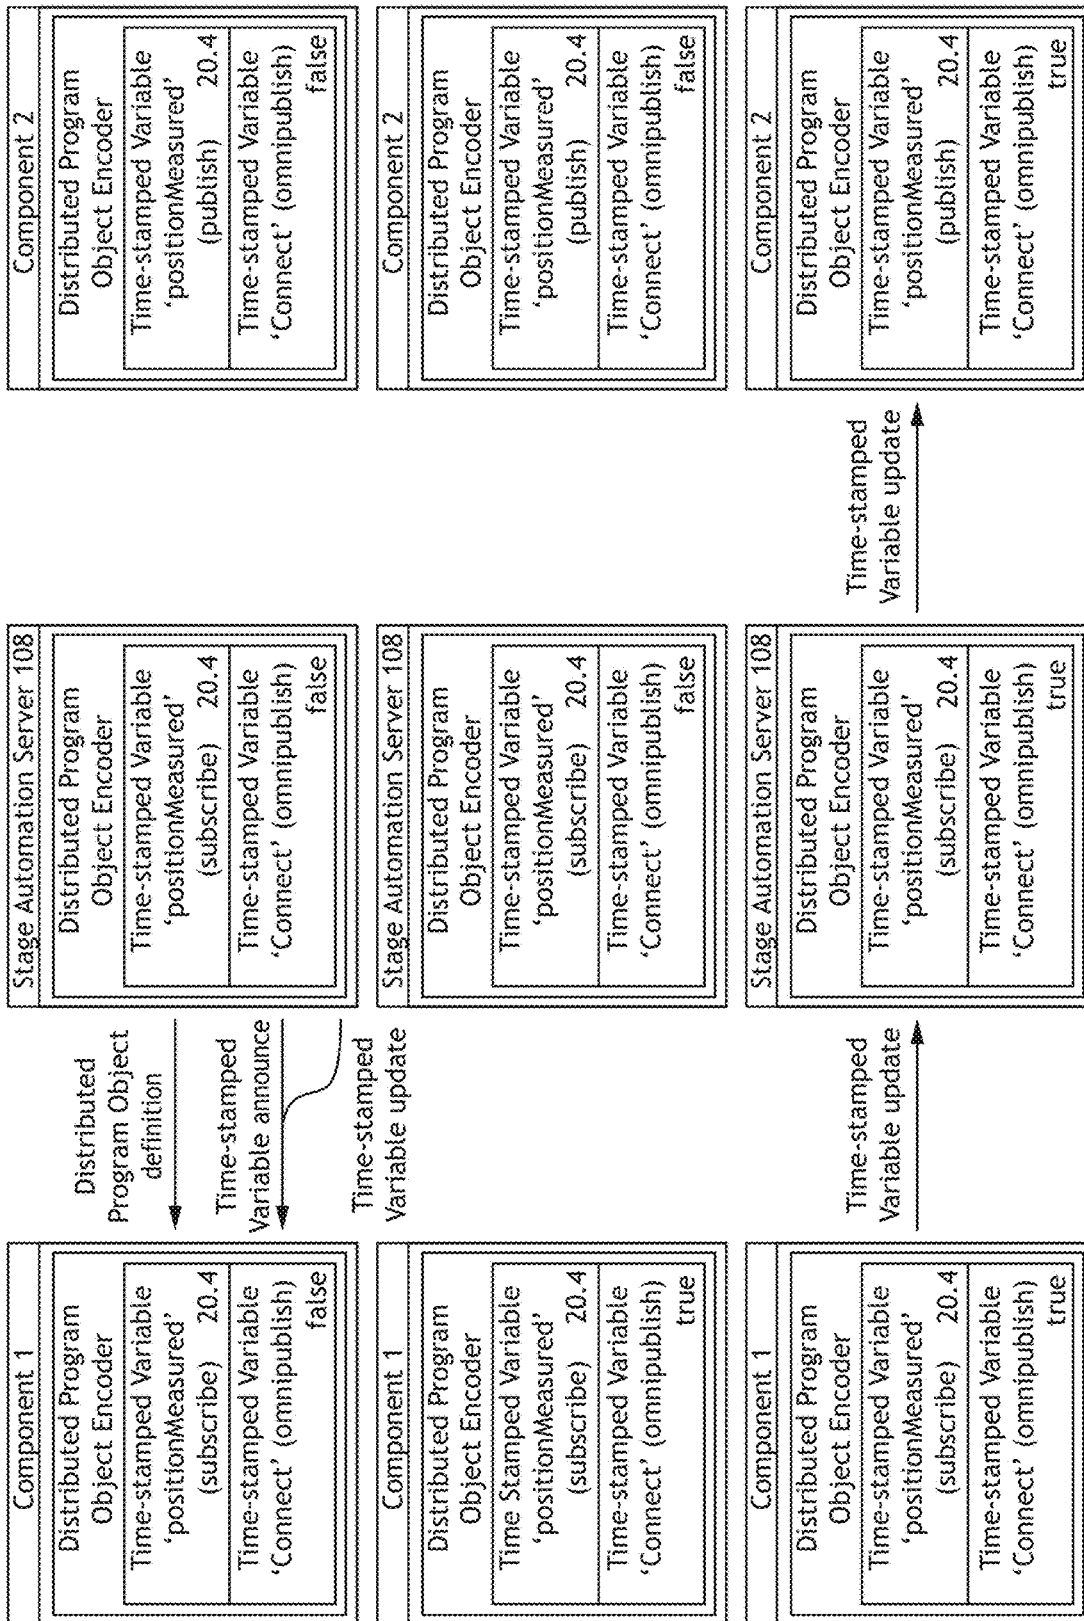 Component 1
Distributed Program
Object Encoder
Time-stamped Variable
‘positionMeasured’
(subscribe) 20.4
Time-stamped Variable
‘Connect’ (omnipublish)
false
Distributed
Program Object
definition
Time-stamped
Variable announce
Time-stamped
Variable update
Stage Automation Server 108
Distributed Program
Object Encoder
Time-stamped Variable
‘positionMeasured’
(subscribe) 20.4
Time-stamped Variable
‘Connect’ (omnipublish)
false
Component 2
Distributed Program
Object Encoder
Time-stamped Variable
‘positionMeasured’
(publish) 20.4
Time-stamped Variable
‘Connect’ (omnipublish)
false
Component 1
Distributed Program
Object Encoder
Time Stamped Variable
‘positionMeasured’
(subscribe) 20.4
Time-stamped Variable
‘Connect’ (omnipublish)
true
Stage Automation Server 108
Distributed Program
Object Encoder
Time-stamped Variable
‘positionMeasured’
(subscribe) 20.4
Time-stamped Variable
‘Connect’ (omnipublish)
false
Component 2
Distributed Program
Object Encoder
Time-stamped Variable
‘positionMeasured’
(publish) 20.4
Time-stamped Variable
‘Connect’ (omnipublish)
false
Component 1
Distributed Program
Object Encoder
Time-stamped Variable
‘positionMeasured’
(subscribe) 20.4
Time-stamped Variable
‘Connect’ (omnipublish)
true
Time-stamped
Variable update
Stage Automation Server 108
Distributed Program
Object Encoder
Time-stamped Variable
‘positionMeasured’
(subscribe) 20.4
Time-stamped Variable
‘Connect’ (omnipublish)
true
Time-stamped
Variable update
Component 2
Distributed Program
Object Encoder
Time-stamped Variable
‘positionMeasured’
(publish) 20.4
Time-stamped Variable
‘Connect’ (omnipublish)
true